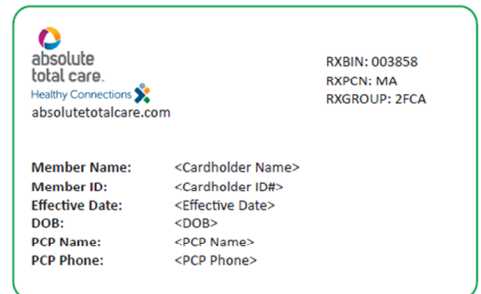 absolute
total care.
Healthy Connections
absolutetotalcare.com
RXBIN: 003858
RXPCN: MA
RXGROUP: 2FCA
Member Name: <Cardholder Name>
Member ID: <Cardholder ID#>
Effective Date: <Effective Date>
DOB: <DOB>
PCP Name: <PCP Name>
PCP Phone: <PCP Phone>